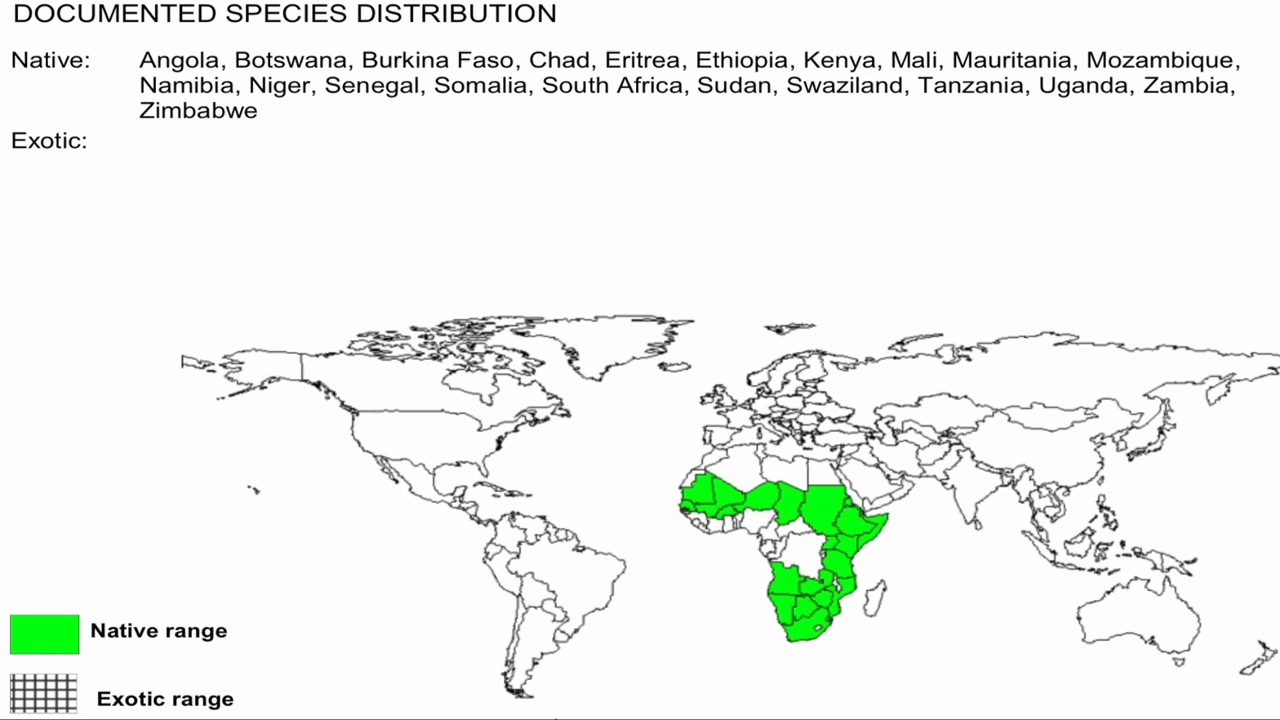 DOCUMENTED SPECIES DISTRIBUTION
Native: Angola, Botswana, Burkina Faso, Chad, Eritrea, Ethiopia, Kenya, Mali, Mauritania, Mozambique,
Namibia, Niger, Senegal, Somalia, South Africa, Sudan, Swaziland, Tanzania, Uganda, Zambia,
Zimbabwe
Exotic:
Native range
Exotic range